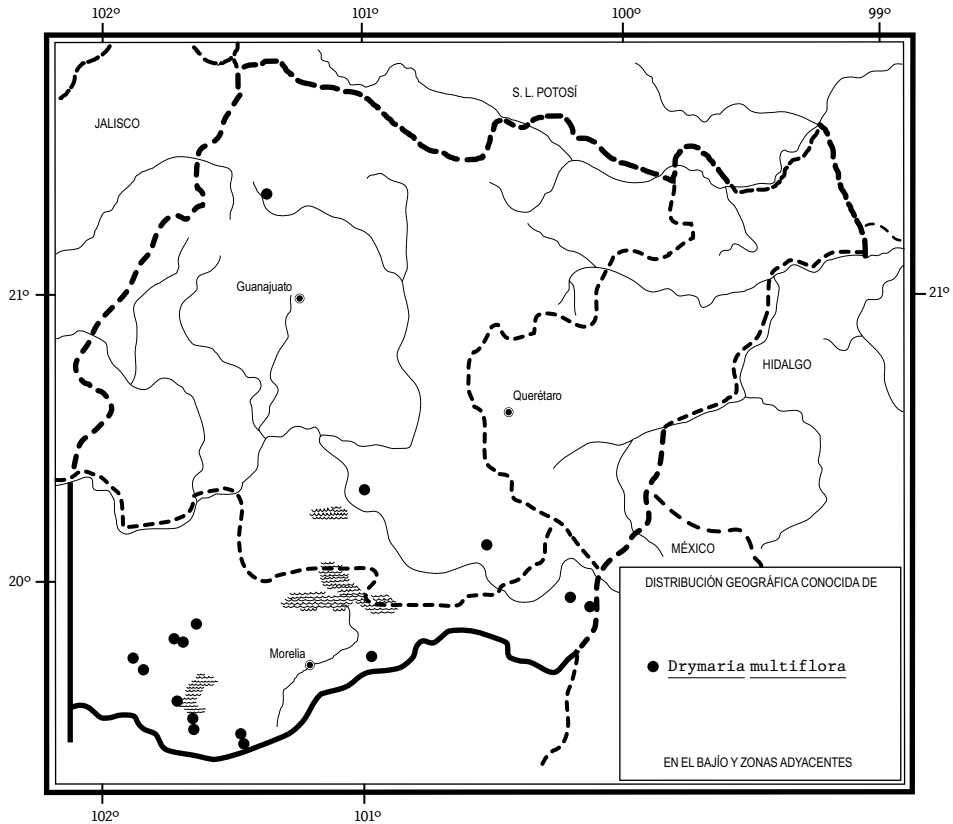 102º 101º 100º 99º
S. L. POTOSÍ
JALISCO
Guanajuato
21º 21º
HIDALGO
Querétaro
MÉXICO
20º
DISTRIBUCIÓN GEOGRÁFICA CONOCIDA DE
Morelia
Drymaria multiflora
EN EL BAJÍO Y ZONAS ADYACENTES
102º 101º